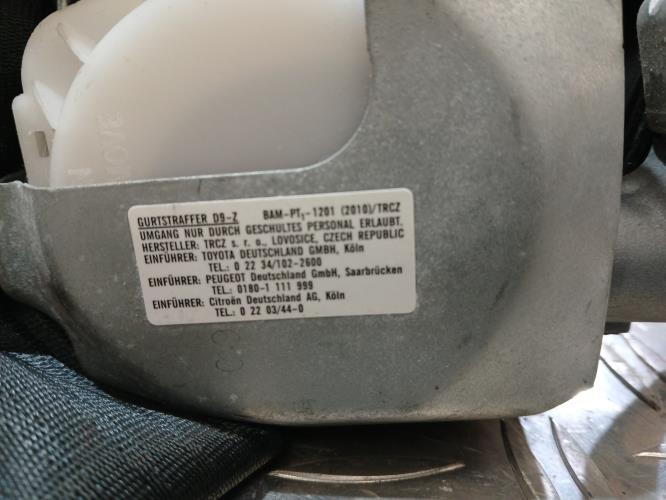 GURTSTRAFFER D9-Z BAM-PT₁-1201 (2010)/TRCZ
UMGANG NUR DURCH GESCHULTES PERSONAL ERLAUBT.
HERSTELLER: TRCZ s. r. o., LOVOSICE, CZECH REPUBLIC
EINFÜHRER: TOYOTA DEUTSCHLAND GMBH, Köln
TEL.: 0 22 34/102-2600
EINFÜHRER: PEUGEOT Deutschland GmbH, Saarbrücken
TEL.: 0180-1 111 999
EINFÜHRER: Citroën Deutschland AG, Köln
TEL.: 0 22 03/44-0